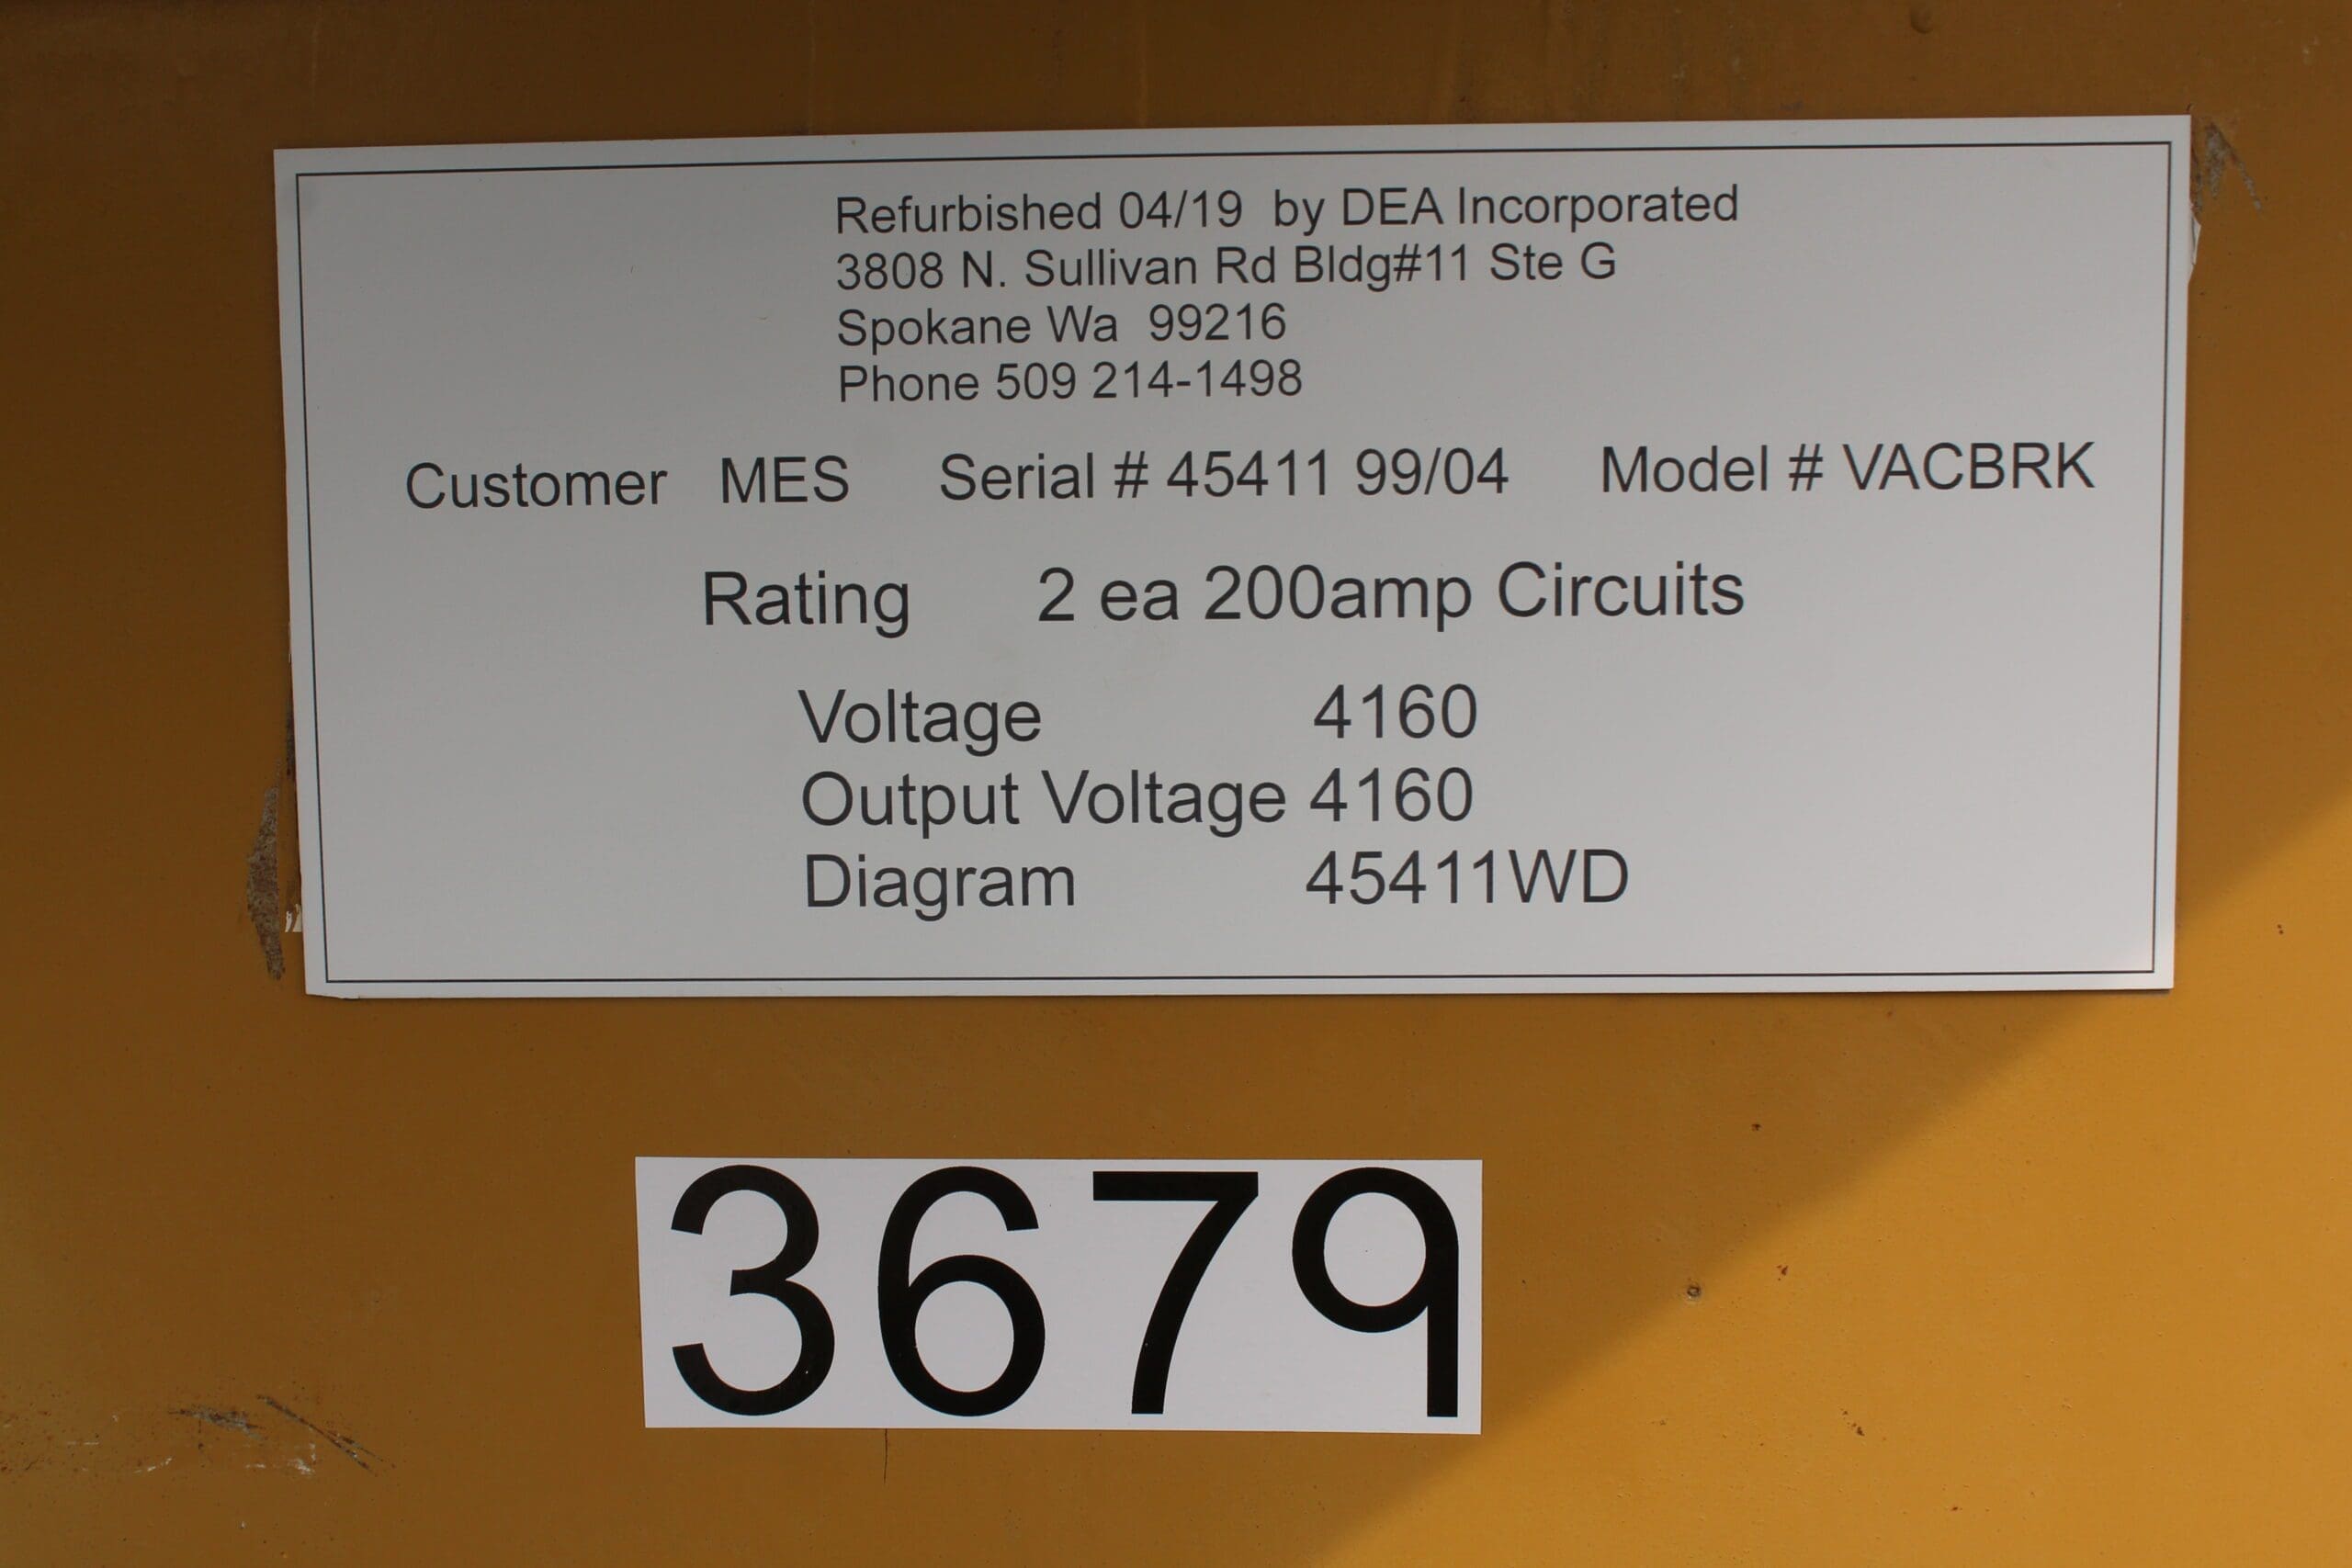 Refurbished 04/19 by DEA Incorporated
3808 N. Sullivan Rd Bldg#11 Ste G
Spokane Wa 99216
Phone 509 214-1498
Customer MES Serial # 45411 99/04 Model # VACBRK
Rating 2 ea 200amp Circuits
Voltage 4160
Output Voltage 4160
Diagram 45411WD
3679